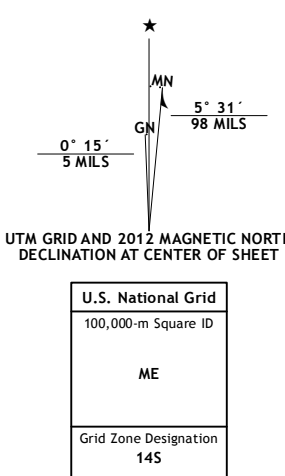 ★
MN
5° 31´
98 MILS
GN
0° 15´
5 MILS
UTM GRID AND 2012 MAGNETIC NORT
DECLINATION AT CENTER OF SHEET
U.S. National Grid
100,000-m Square ID
ME
Grid Zone Designation
14S